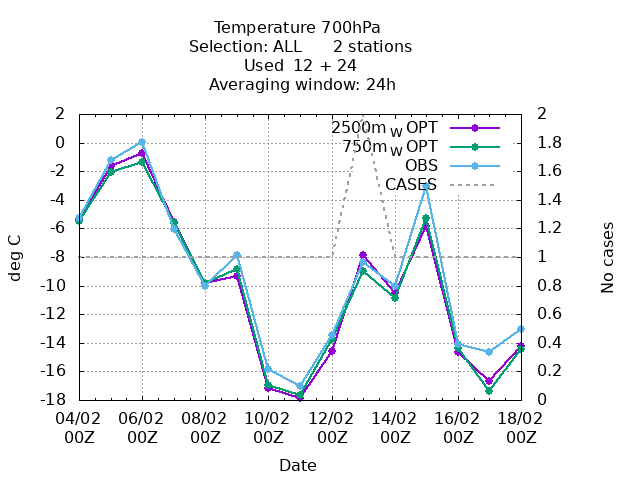 Temperature 700hPa
Selection: ALL 2 stations
Used 12 + 24
Averaging window: 24h
2500m W OPT
750m W OPT
OBS
CASES
2
0
-2
-4
-6
-8
-10
-12
-14
-16
-18
deg C
2
1.8
1.6
1.4
1.2
1
0.8
0.6
0.4
0.2
0
No cases
04/02 06/02 08/02 10/02 12/02 14/02 16/02 18/02
00Z 00Z 00Z 00Z 00Z 00Z 00Z 00Z
Date